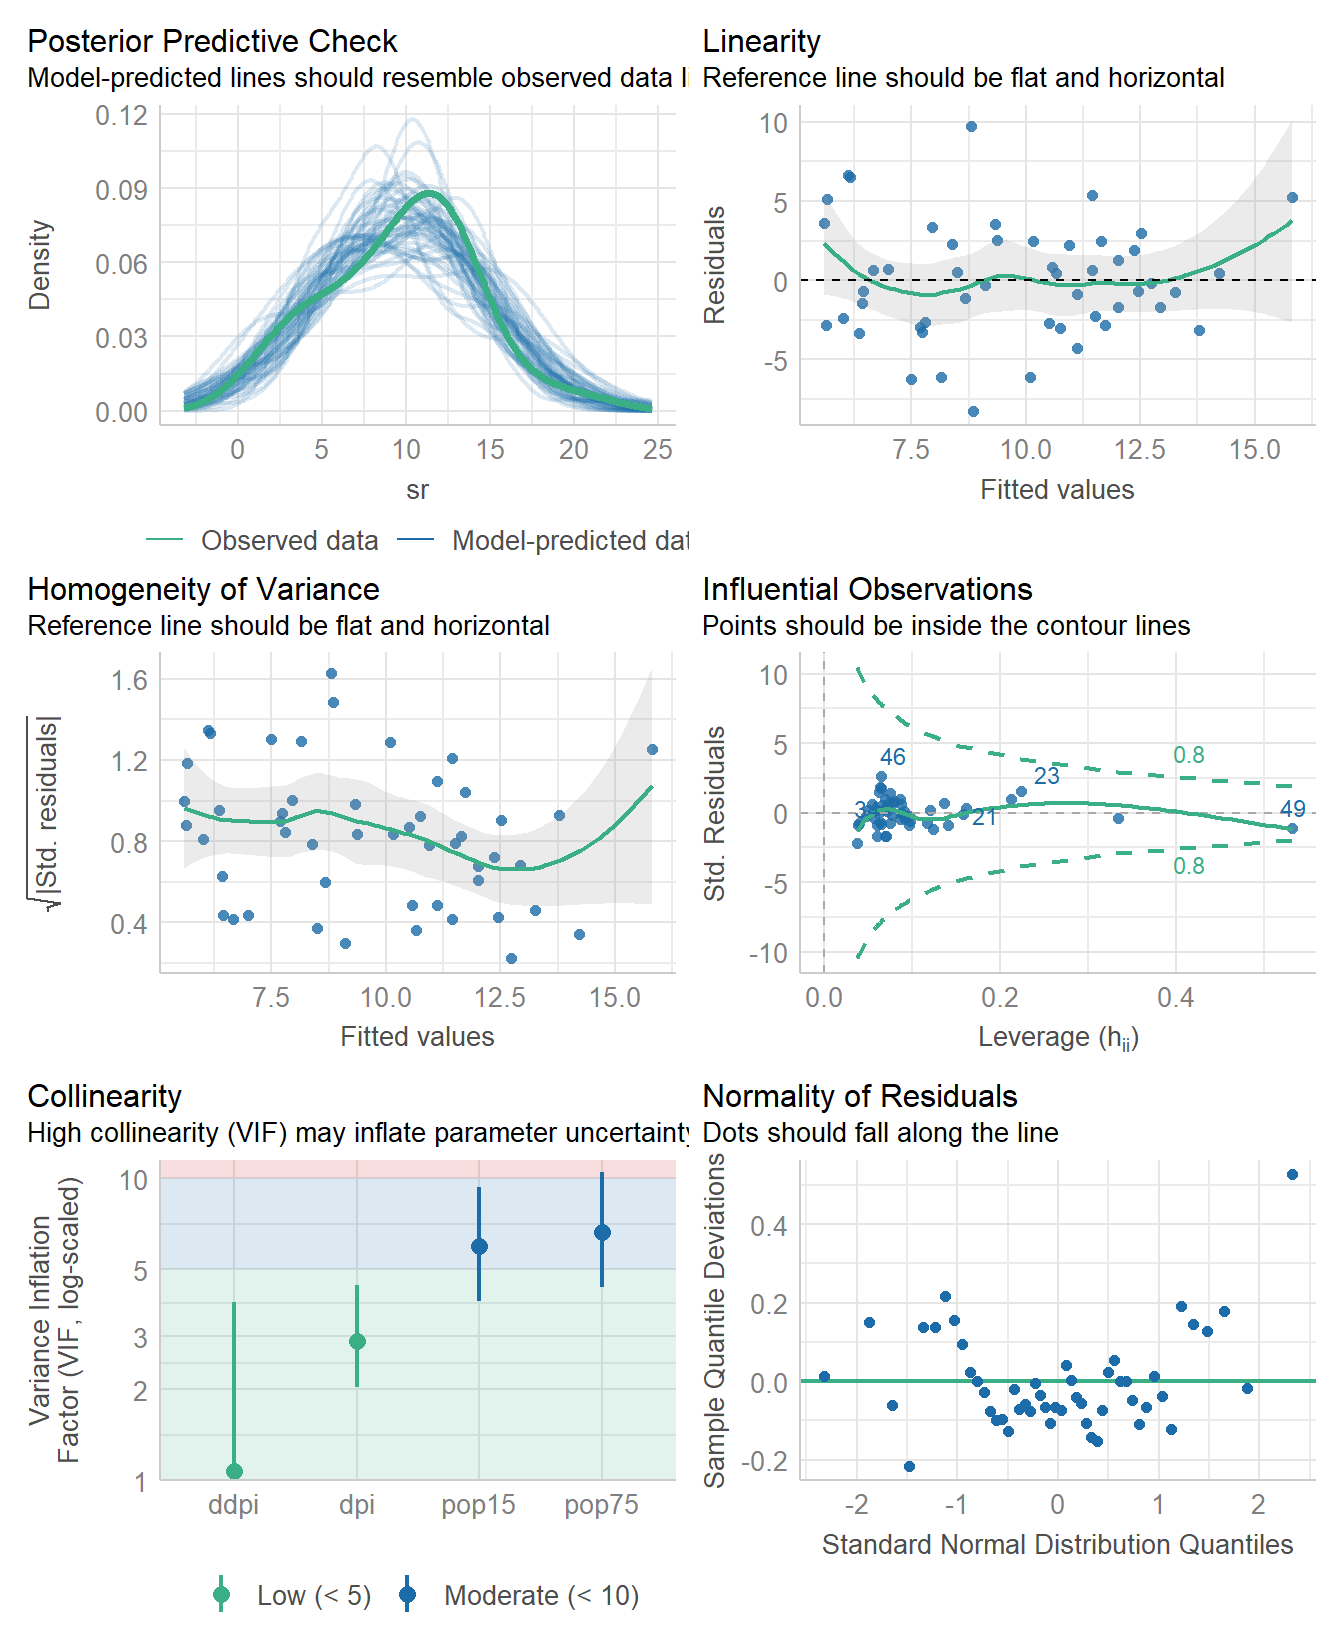 Posterior Predictive Check
Model-predicted lines should resemble observed data li
0.12
0.09
0.06
0.03
0.00
Density
0
5
10
15
20
25
sr
Observed data
Model-predicted dat
Linearity
Reference line should be flat and horizontal
10
5
0
-5
Residuals
7.5
10.0
12.5
15.0
Fitted values
Homogeneity of Variance
Reference line should be flat and horizontal
1.6
1.2
0.8
0.4
√|Std. residuals|
7.5
10.0
12.5
15.0
Fitted values
Influential Observations
Points should be inside the contour lines
10
5
0
-5
-10
Std. Residuals
46
23
21
49
0.8
0.8
0.0
0.2
0.4
Leverage (hii)
Collinearity
High collinearity (VIF) may inflate parameter uncertainty
10
5
3
2
1
Variance Inflation
Factor (VIF, log-scaled)
ddpi
dpi
pop15
pop75
Low (< 5)
Moderate (< 10)
Normality of Residuals
Dots should fall along the line
0.4
0.2
0.0
-0.2
Sample Quantile Deviations
-2
-1
0
1
2
Standard Normal Distribution Quantiles